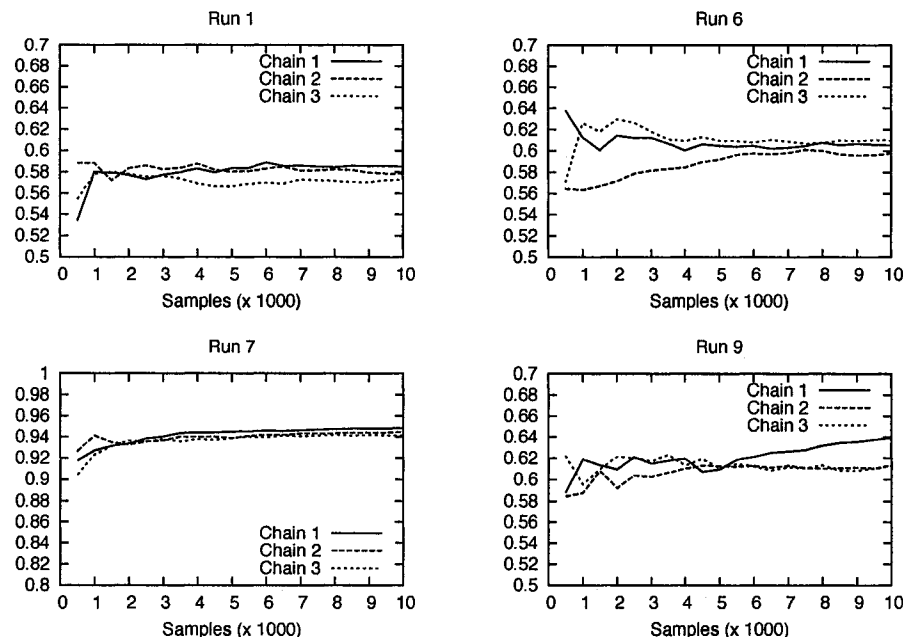 Run 1
0.7
0.68
0.66
0.64
0.62
0.6
0.58
0.56
0.54
0.52
0.5
Chain 1
Chain 2
Chain 3
0 1 2 3 4 5 6 7 8 9 10
Samples (x 1000)
Run 6
0.7
0.68
0.66
0.64
0.62
0.6
0.58
0.56
0.54
0.52
0.5
Chain 1
Chain 2
Chain 3
0 1 2 3 4 5 6 7 8 9 10
Samples (x 1000)
Run 7
1
0.98
0.96
0.94
0.92
0.9
0.88
0.86
0.84
0.82
0.8
Chain 1
Chain 2
Chain 3
0 1 2 3 4 5 6 7 8 9 10
Samples (x 1000)
Run 9
0.7
0.68
0.66
0.64
0.62
0.6
0.58
0.56
0.54
0.52
0.5
Chain 1
Chain 2
Chain 3
0 1 2 3 4 5 6 7 8 9 10
Samples (x 1000)